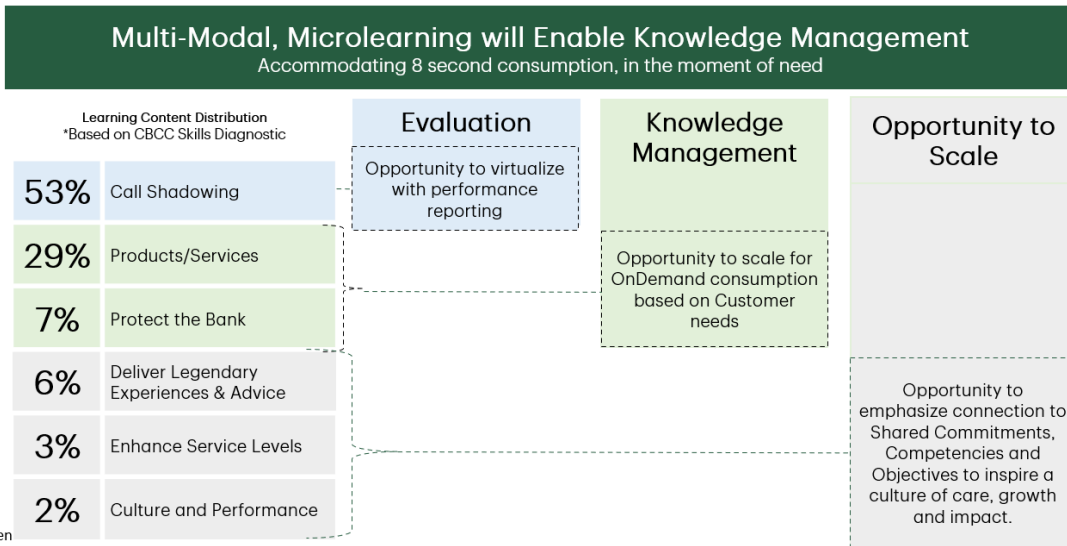 Multi-Modal, Microlearning will Enable Knowledge Management
Accommodating 8 second consumption, in the moment of need
Learning Content Distribution
*Based on CBCC Skills Diagnostic
53% Call Shadowing
29% Products/Services
7% Protect the Bank
6% Deliver Legendary
Experiences & Advice
3% Enhance Service Levels
2% Culture and Performance
Evaluation
Opportunity to virtualize
with performance
reporting
Knowledge
Management
Opportunity to scale for
OnDemand consumption
based on Customer
needs
Opportunity to
Scale
Opportunity to
emphasize connection to
Shared Commitments,
Competencies and
Objectives to inspire a
culture of care, growth
and impact.